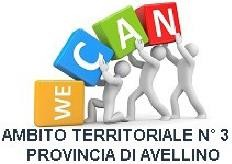 WE CAN
AMBITO TERRITORIALE N° 3
PROVINCIA DI AVELLINO